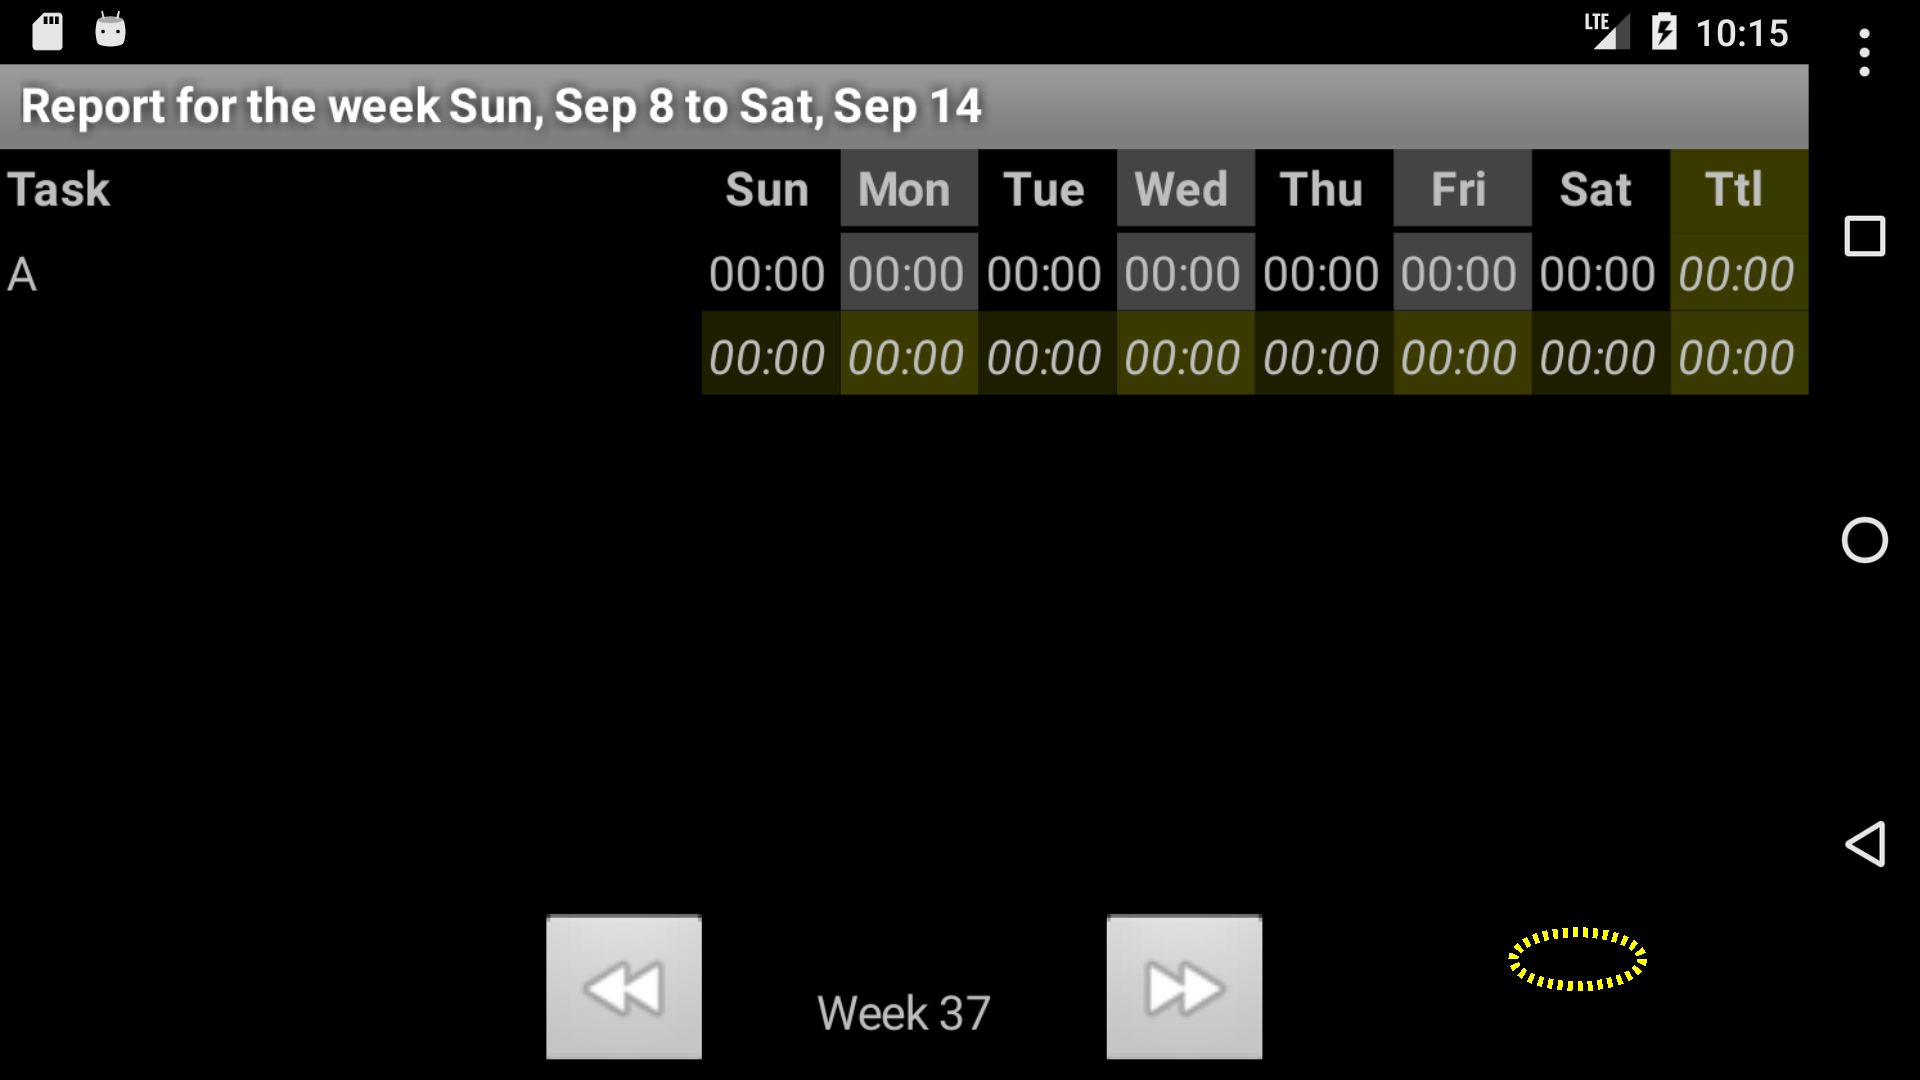 LTE 10:15
Report for the week Sun, Sep 8 to Sat, Sep 14
Task Sun Mon Tue Wed Thu Fri Sat Ttl
A 00:00 00:00 00:00 00:00 00:00 00:00 00:00 00:00
00:00 00:00 00:00 00:00 00:00 00:00 00:00 00:00
Week 37